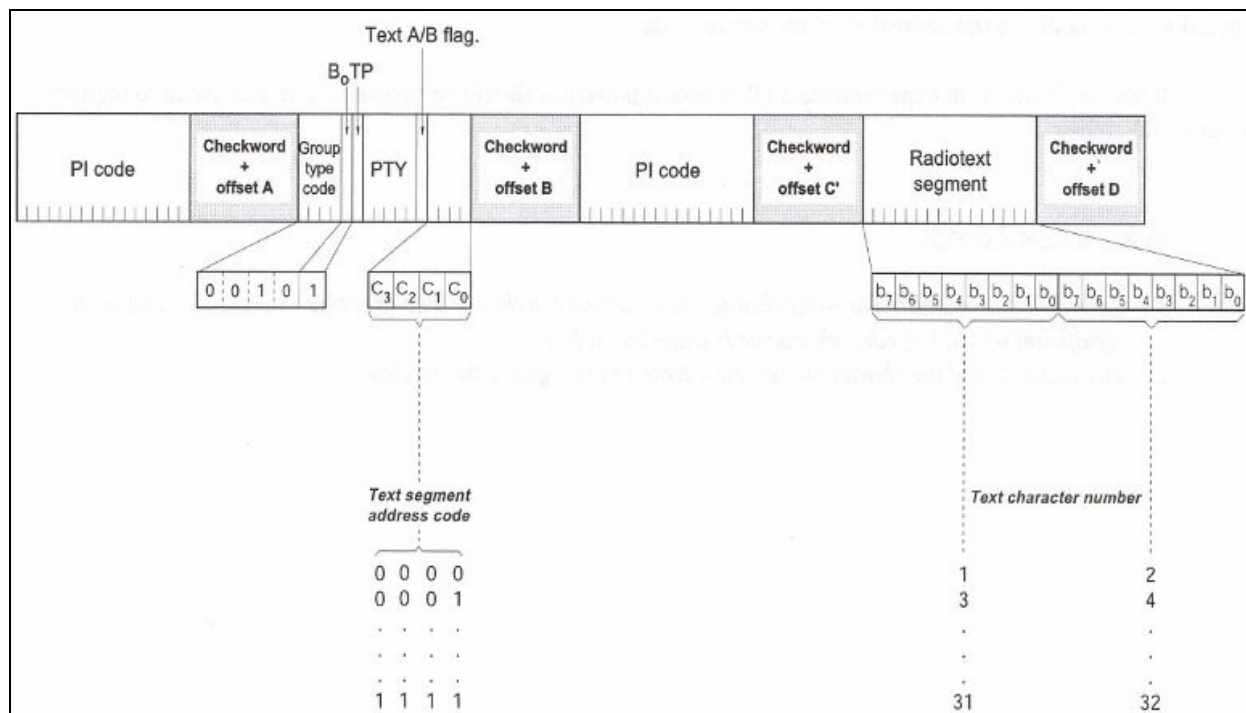 Text A/B flag.
B₀ TP
PI code
Checkword + offset A
Group type code
PTY
Checkword + offset B
PI code
Checkword + offset C'
Radiotext segment
Checkword + offset D
0 0 1 0 1
C₃ C₂ C₁ C₀
b₇ b₆ b₅ b₄ b₃ b₂ b₁ b₀ b₇ b₆ b₅ b₄ b₃ b₂ b₁ b₀
Text segment
address code
Text character number
0 0 0 0 1 2
0 0 0 1 3 4
. . . . . .
. . . . . .
. . . . . .
1 1 1 1 31 32